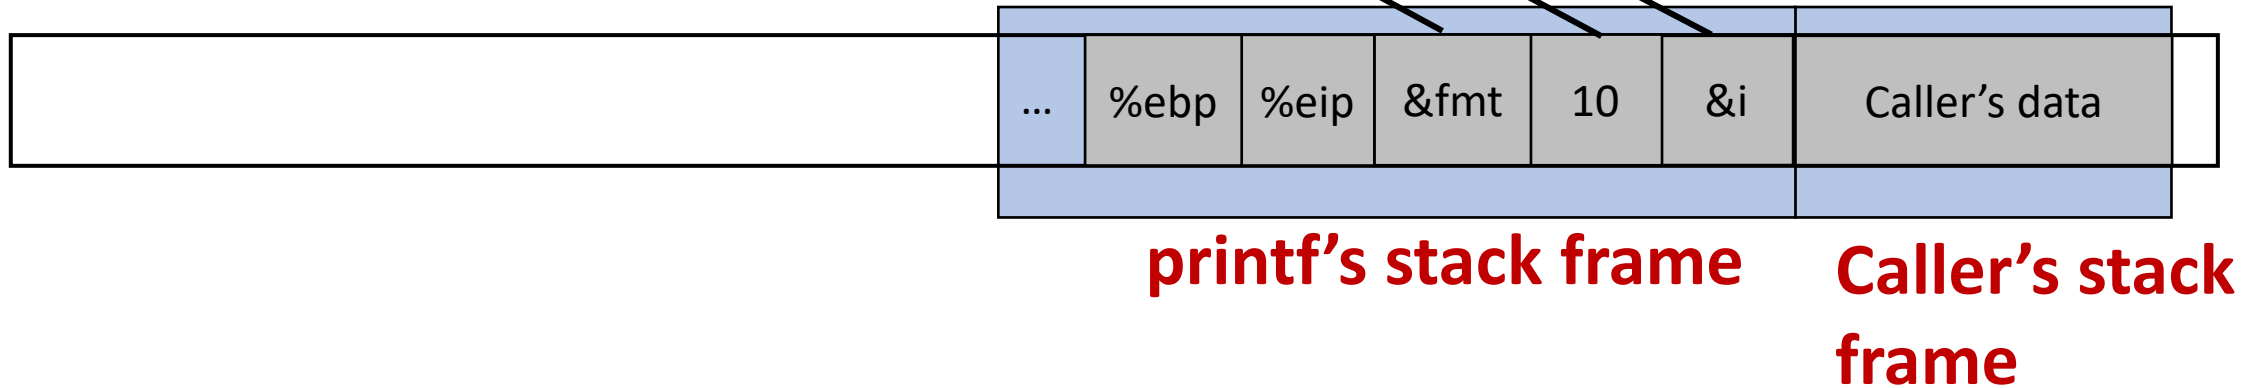 … %ebp %eip &fmt 10 &i Caller’s data
printf’s stack frame
Caller’s stack
frame